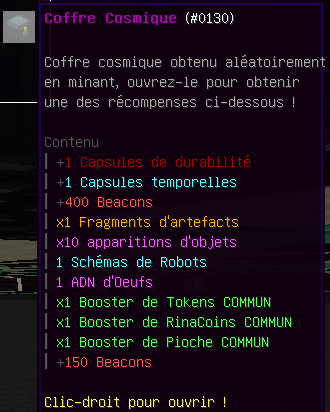 Coffre Cosmique (#0130)
Coffre cosmique obtenu aléatoirement
en minant, ouvrez-le pour obtenir
une des récompenses ci-dessous !
Contenu
| +1 Capsules de durabilité
| +1 Capsules temporelles
| +400 Beacons
| x1 Fragments d'artefacts
| x10 apparitions d'objets
| 1 Schémas de Robots
| 1 ADN d'Oeufs
| x1 Booster de Tokens COMMUN
| x1 Booster de RinaCoins COMMUN
| x1 Booster de Pioche COMMUN
| +150 Beacons
Clic-droit pour ouvrir !